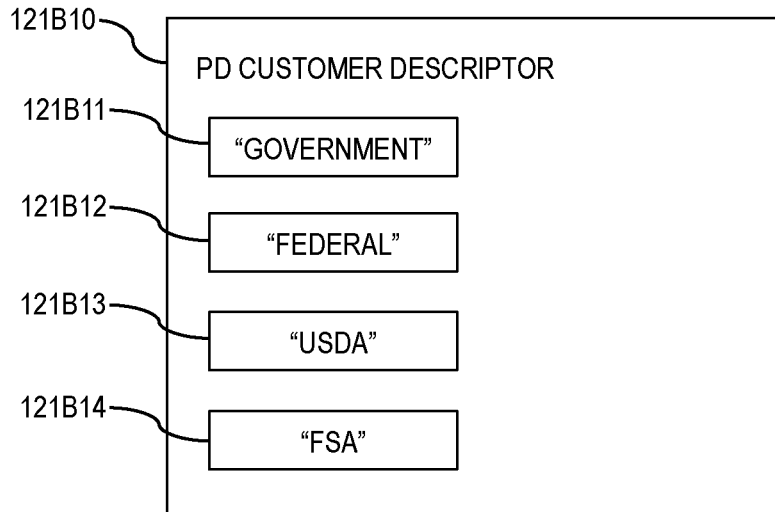 121B10
PD CUSTOMER DESCRIPTOR
121B11
“GOVERNMENT”
121B12
“FEDERAL”
121B13
“USDA”
121B14
“FSA”